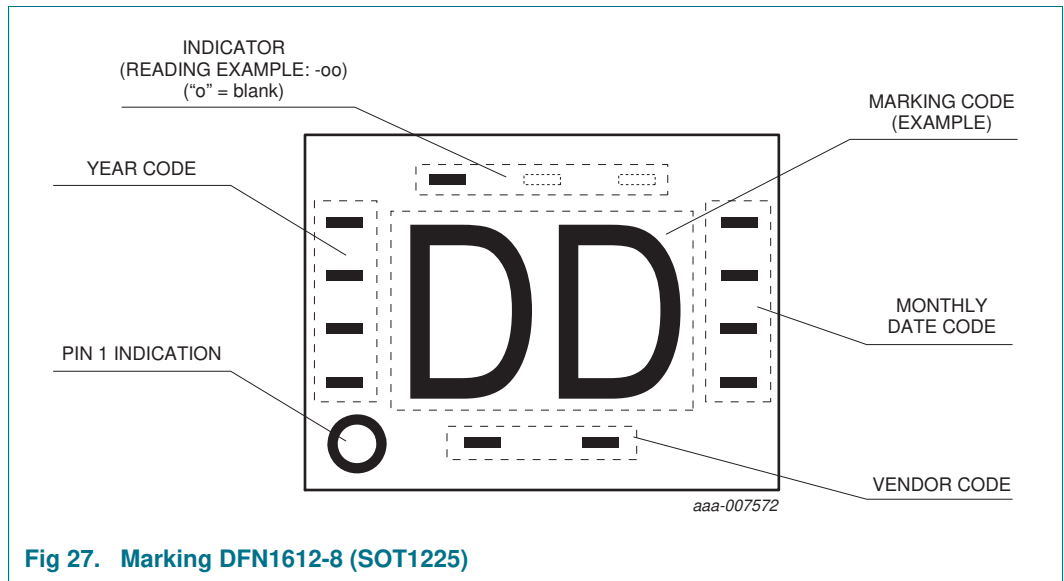 INDICATOR
(READING EXAMPLE: -oo)
(“o” = blank)
MARKING CODE
(EXAMPLE)
YEAR CODE
DD
MONTHLY
DATE CODE
PIN 1 INDICATION
VENDOR CODE
aaa-007572
Fig 27. Marking DFN1612-8 (SOT1225)